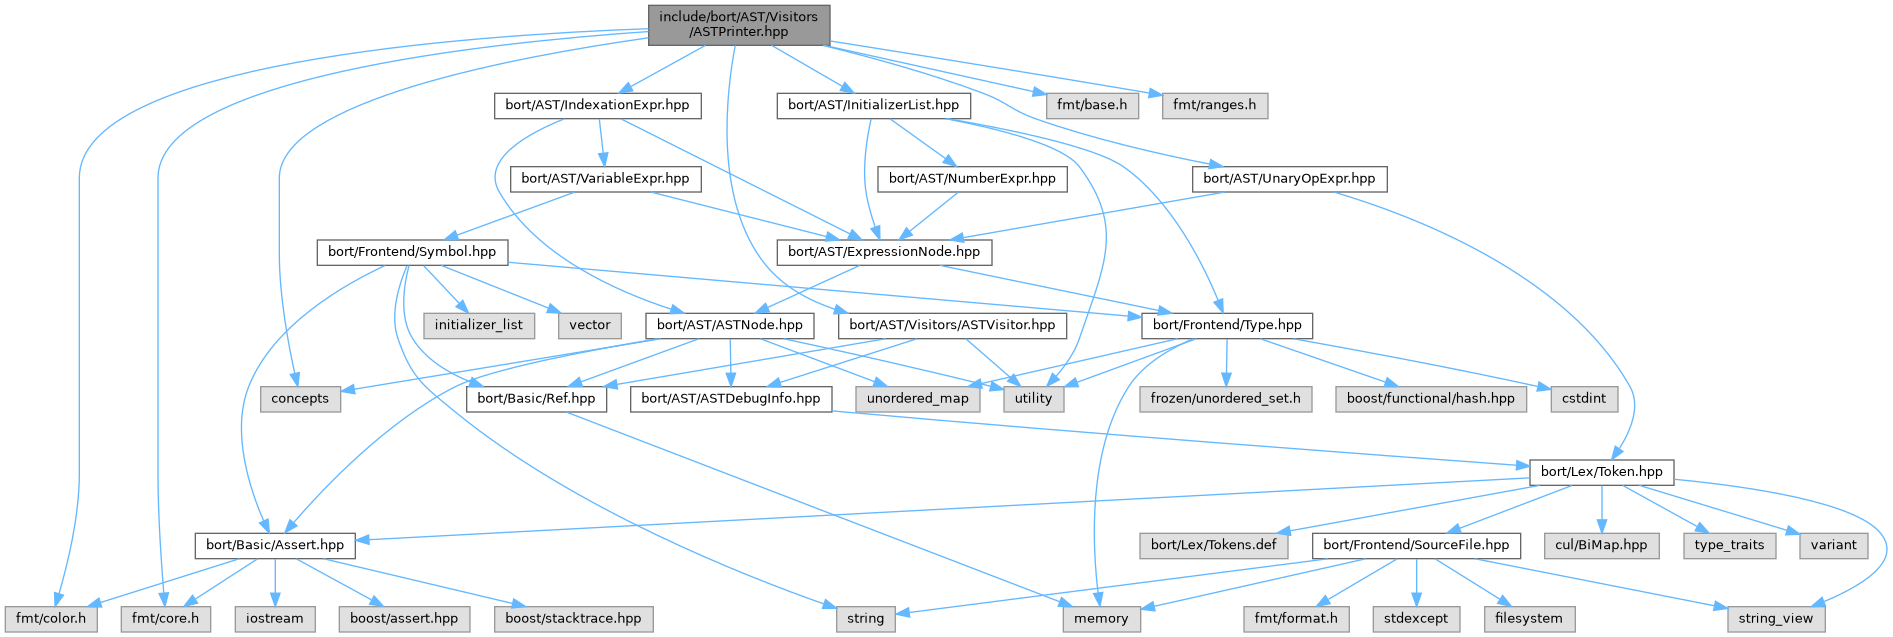 include/bort/AST/Visitors
/ASTPrinter.hpp
bort/AST/IndexationExpr.hpp
bort/AST/InitializerList.hpp
fmt/base.h
fmt/ranges.h
bort/AST/VariableExpr.hpp
bort/AST/NumberExpr.hpp
bort/AST/UnaryOpExpr.hpp
bort/Frontend/Symbol.hpp
bort/AST/ExpressionNode.hpp
initializer_list
vector
bort/AST/ASTNode.hpp
bort/AST/Visitors/ASTVisitor.hpp
bort/Frontend/Type.hpp
concepts
bort/Basic/Ref.hpp
bort/AST/ASTDebugInfo.hpp
unordered_map
utility
frozen/unordered_set.h
boost/functional/hash.hpp
cstdint
bort/Lex/Token.hpp
bort/Basic/Assert.hpp
bort/Lex/Tokens.def
bort/Frontend/SourceFile.hpp
cul/BiMap.hpp
type_traits
variant
fmt/color.h
fmt/core.h
iostream
boost/assert.hpp
boost/stacktrace.hpp
string
memory
fmt/format.h
stdexcept
filesystem
string_view